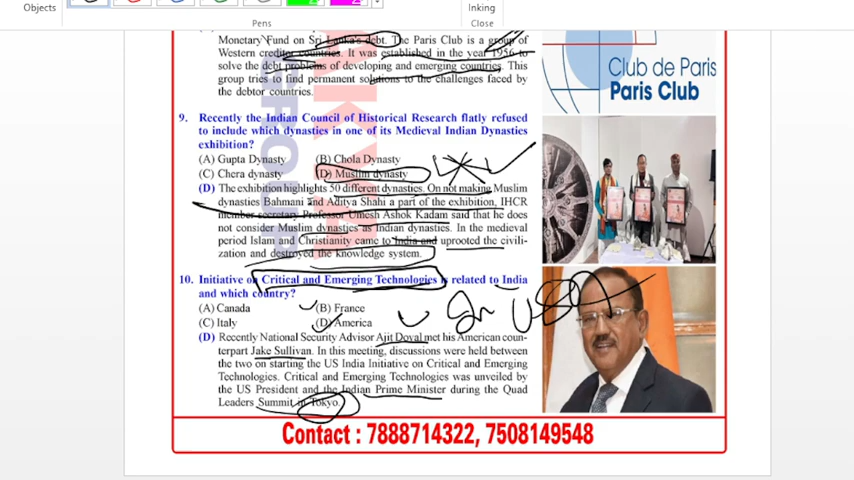 Objects
Pens
Inking
Close
Monetary Fund on Sri Lanka's debt. The Paris Club is a group of
Western creditor countries. It was established in the year 1956 to
solve the debt problems of developing and emerging countries. This
group tries to find permanent solutions to the challenges faced by
the debtor countries.
Club de Paris
Paris Club
9. Recently the Indian Council of Historical Research flatly refused
to include which dynasties in one of its Medieval Indian Dynasties
exhibition?
(A) Gupta Dynasty (B) Chola Dynasty
(C) Chera dynasty (D) Muslim dynasty
(D) The exhibition highlights 50 different dynasties. On not making Muslim
dynasties Bahmani and Aditya Shahi a part of the exhibition, IHCR
member secretary Professor Umesh Ashok Kadam said that he does
not consider Muslim dynasties as Indian dynasties. In the medieval
period Islam and Christianity came to India and uprooted the civili-
zation and destroyed the knowledge system.
10. Initiative on Critical and Emerging Technologies is related to India
and which country?
(A) Canada (B) France
(C) Italy (D) America
USA
(D) Recently National Security Advisor Ajit Doval met his American coun-
terpart Jake Sullivan. In this meeting, discussions were held between
the two on starting the US India Initiative on Critical and Emerging
Technologies. Critical and Emerging Technologies was unveiled by
the US President and the Indian Prime Minister during the Quad
Leaders Summit in Tokyo.
Contact : 7888714322, 7508149548